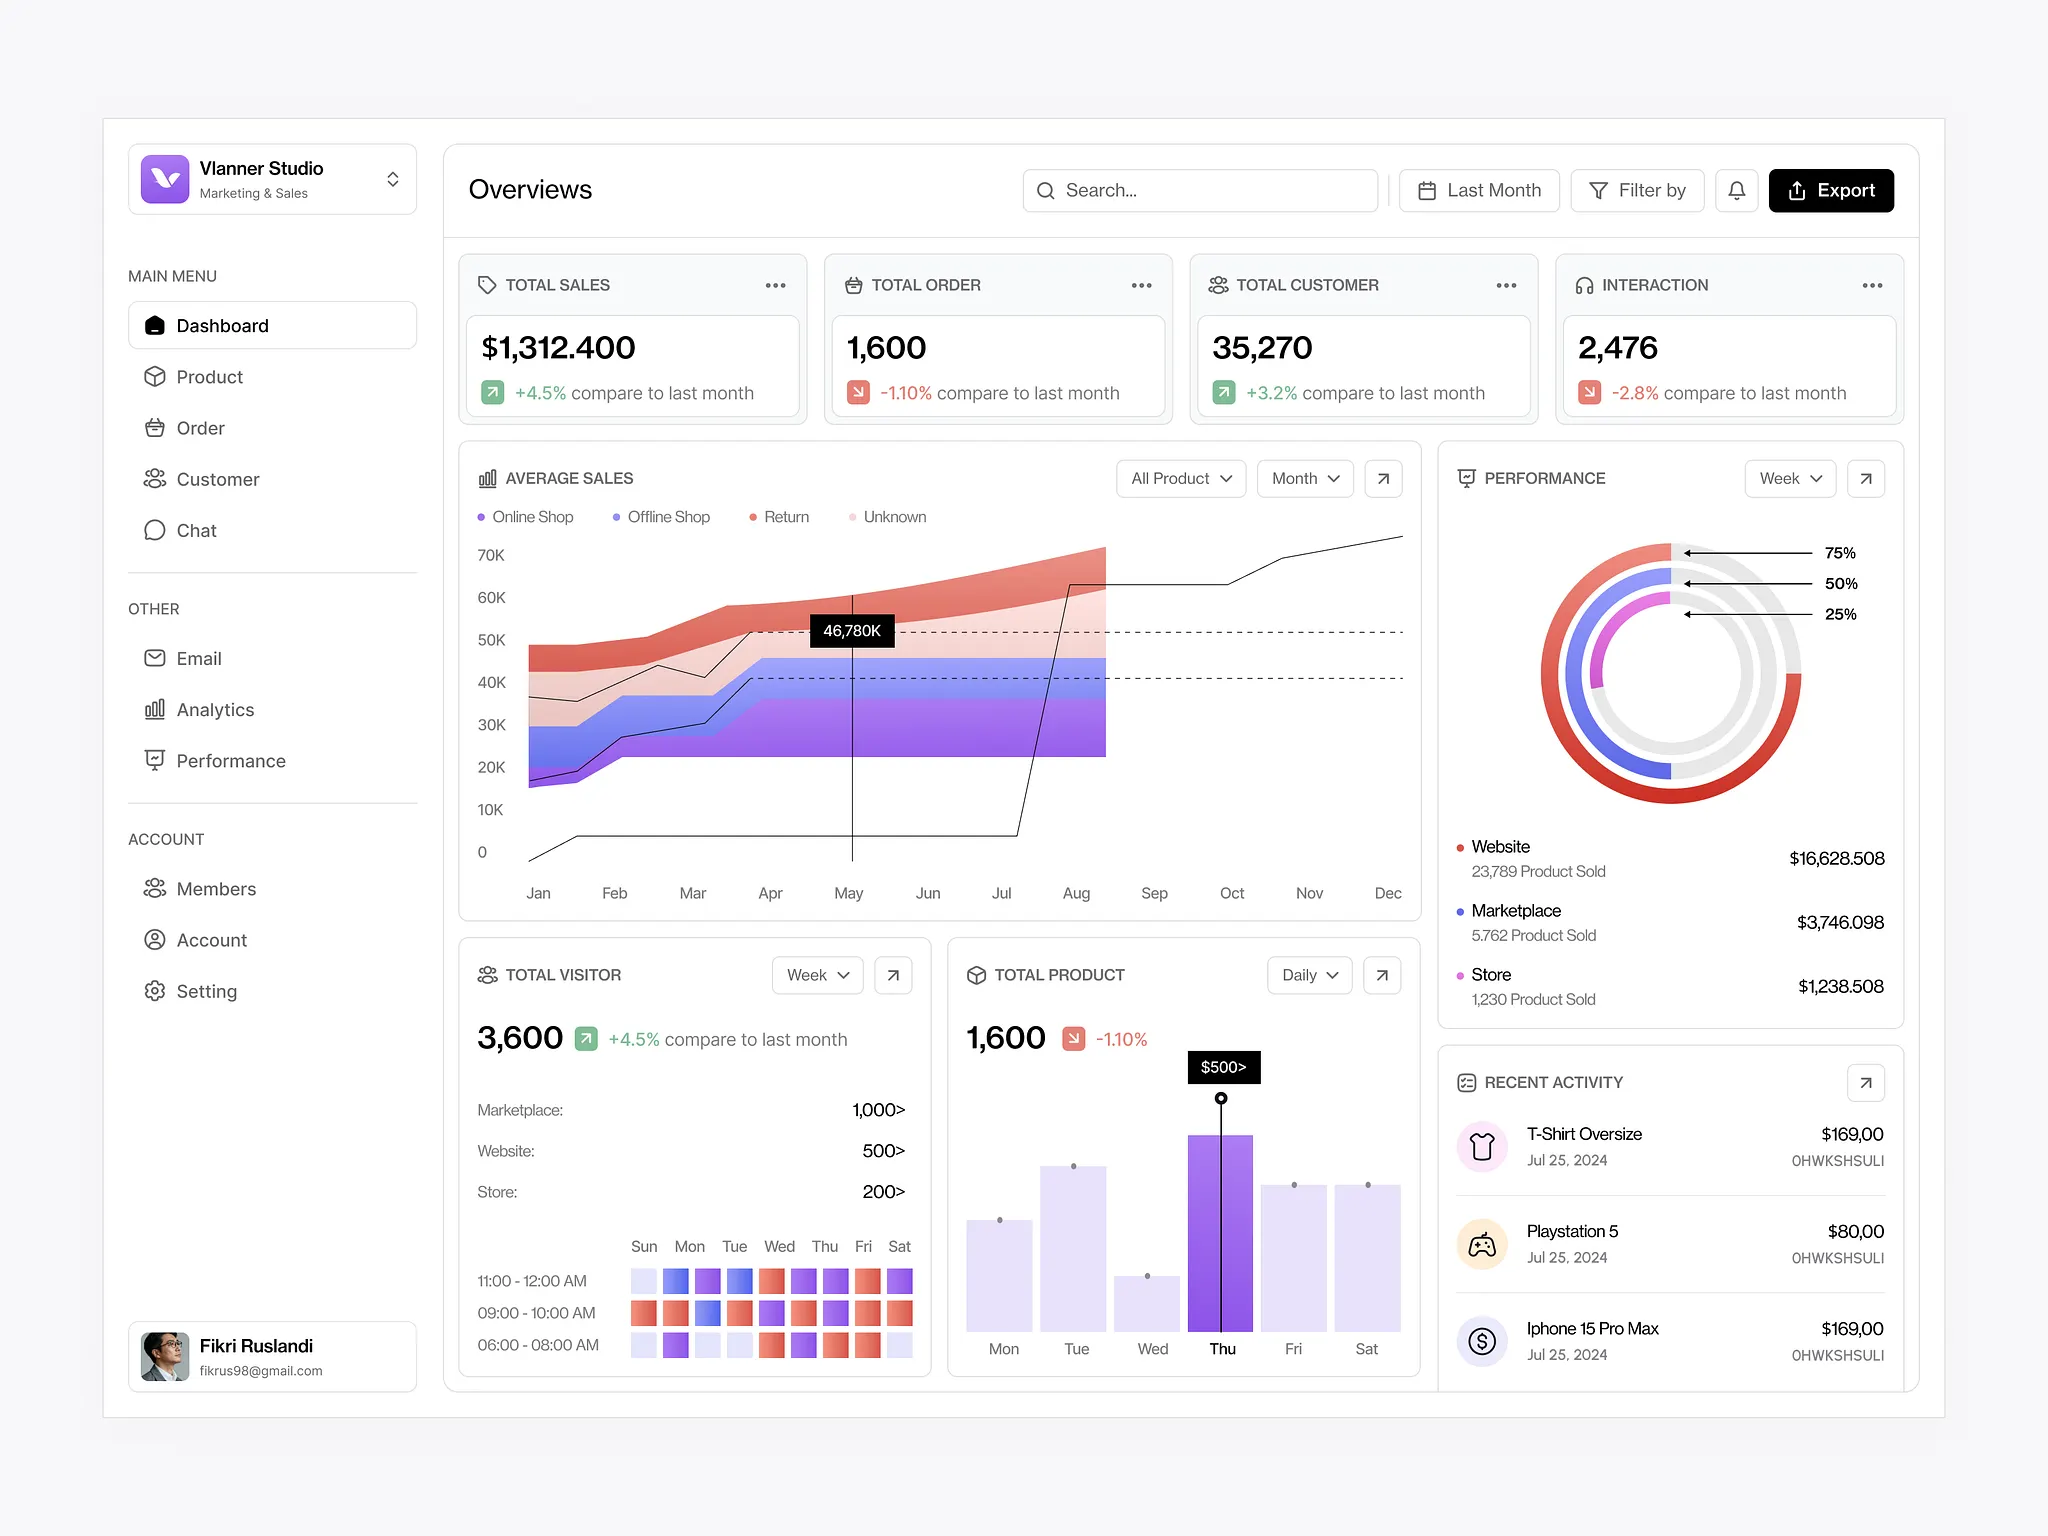 Vlanner Studio
Marketing & Sales
MAIN MENU
Dashboard
Product
Order
Customer
Chat
OTHER
Email
Analytics
Performance
ACCOUNT
Members
Account
Setting
Fikri Ruslandi
fikrus98@gmail.com
Overviews
Search...
Last Month
Filter by
Export
TOTAL SALES
$1,312.400
+4.5% compare to last month
TOTAL ORDER
1,600
-1.10% compare to last month
TOTAL CUSTOMER
35,270
+3.2% compare to last month
INTERACTION
2,476
-2.8% compare to last month
AVERAGE SALES
All Product
Month
Online Shop Offline Shop Return Unknown
70K
60K
50K
40K
30K
20K
10K
0
46,780K
Jan Feb Mar Apr May Jun Jul Aug Sep Oct Nov Dec
PERFORMANCE
Week
75%
50%
25%
Website
23,789 Product Sold
$16,628.508
Marketplace
5.762 Product Sold
$3,746.098
Store
1,230 Product Sold
$1,238.508
TOTAL VISITOR
Week
3,600 +4.5% compare to last month
Marketplace: 1,000>
Website: 500>
Store: 200>
Sun Mon Tue Wed Thu Fri Sat
11:00 - 12:00 AM
09:00 - 10:00 AM
06:00 - 08:00 AM
TOTAL PRODUCT
Daily
1,600 -1.10%
$500>
Mon Tue Wed Thu Fri Sat
RECENT ACTIVITY
T-Shirt Oversize $169,00
Jul 25, 2024 0HWKSHSULI
Playstation 5 $80,00
Jul 25, 2024 0HWKSHSULI
Iphone 15 Pro Max $169,00
Jul 25, 2024 0HWKSHSULI